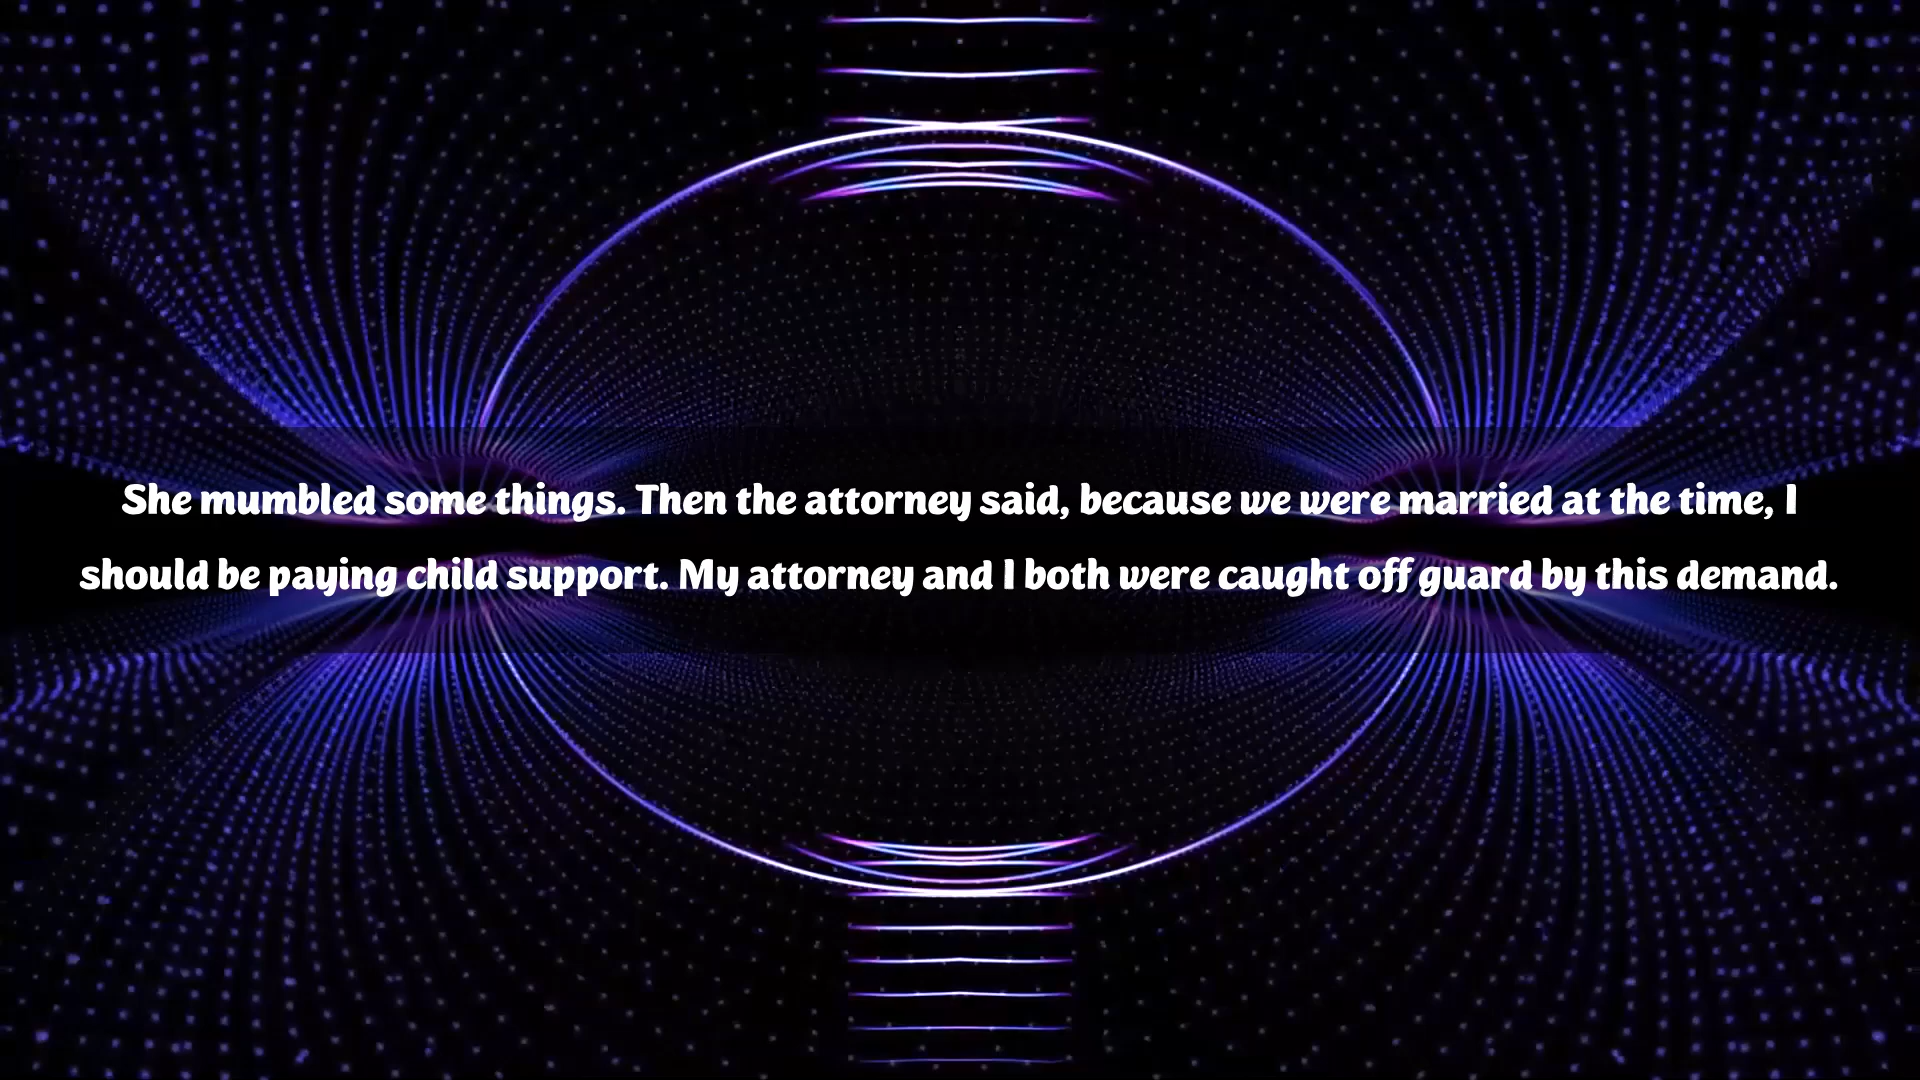 She mumbled some things. Then the attorney said, because we were married at the time, I
should be paying child support. My attorney and I both were caught off guard by this demand.